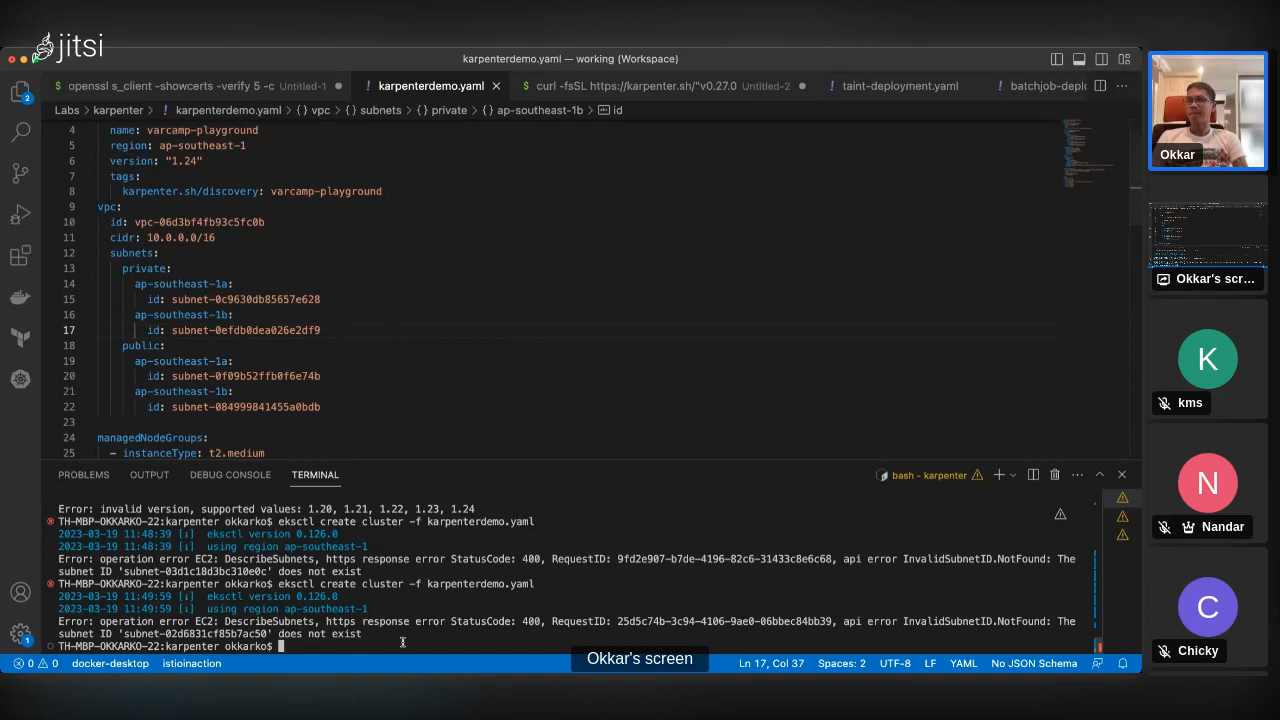 jitsi
karpenterdemo.yaml — working (Workspace)
openssl s_client -showcerts -verify 5 -c Untitled-1
karpenterdemo.yaml
curl -fsSL https://karpenter.sh/"v0.27.0 Untitled-2
taint-deployment.yaml
batchjob-deplo
Labs > karpenter > ! karpenterdemo.yaml > {} vpc > {} subnets > {} private > {} ap-southeast-1b > id
4 name: varcamp-playground
5 region: ap-southeast-1
6 version: "1.24"
7 tags:
8 karpenter.sh/discovery: varcamp-playground
9 vpc:
10 id: vpc-06d3bf4fb93c5fc0b
11 cidr: 10.0.0.0/16
12 subnets:
13 private:
14 ap-southeast-1a:
15 id: subnet-0c9630db85657e628
16 ap-southeast-1b:
17 id: subnet-0efdb0dea026e2df9
18 public:
19 ap-southeast-1a:
20 id: subnet-0f09b52ffb0f6e74b
21 ap-southeast-1b:
22 id: subnet-084999841455a0bdb
23
24 managedNodeGroups:
25 - instanceType: t2.medium
PROBLEMS OUTPUT DEBUG CONSOLE TERMINAL
bash - karpenter
Error: invalid version, supported values: 1.20, 1.21, 1.22, 1.23, 1.24
TH-MBP-OKKARKO-22:karpenter okkarko$ eksctl create cluster -f karpenterdemo.yaml
2023-03-19 11:48:39 [ℹ] eksctl version 0.126.0
2023-03-19 11:48:39 [ℹ] using region ap-southeast-1
Error: operation error EC2: DescribeSubnets, https response error StatusCode: 400, RequestID: 9fd2e907-b7de-4196-82c6-31433c8e6c68, api error InvalidSubnetID.NotFound: The
subnet ID 'subnet-03d1c18d3bc310e0c' does not exist
TH-MBP-OKKARKO-22:karpenter okkarko$ eksctl create cluster -f karpenterdemo.yaml
2023-03-19 11:49:59 [ℹ] eksctl version 0.126.0
2023-03-19 11:49:59 [ℹ] using region ap-southeast-1
Error: operation error EC2: DescribeSubnets, https response error StatusCode: 400, RequestID: 25d5c74b-3c94-4106-9ae0-06bbec84bb39, api error InvalidSubnetID.NotFound: The
subnet ID 'subnet-02d6831cf85b7ac50' does not exist
TH-MBP-OKKARKO-22:karpenter okkarko$
0 0 docker-desktop istioinaction
Ln 17, Col 37 Spaces: 2 UTF-8 LF YAML No JSON Schema
Okkar's screen
2
1
Okkar
Okkar's scr...
K
kms
N
Nandar
C
Chicky